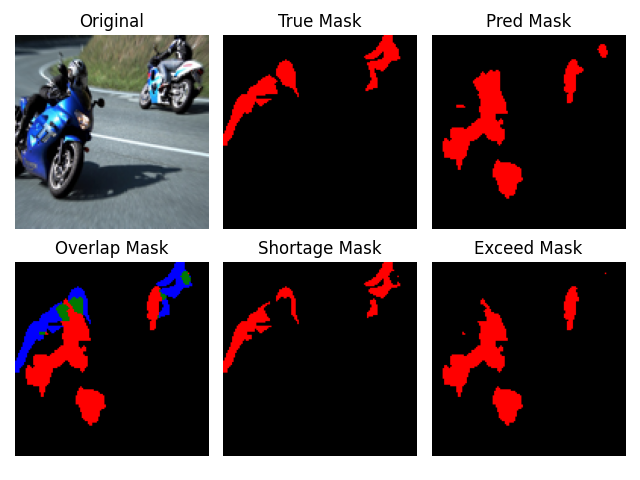 Original
True Mask
Pred Mask
Overlap Mask
Shortage Mask
Exceed Mask